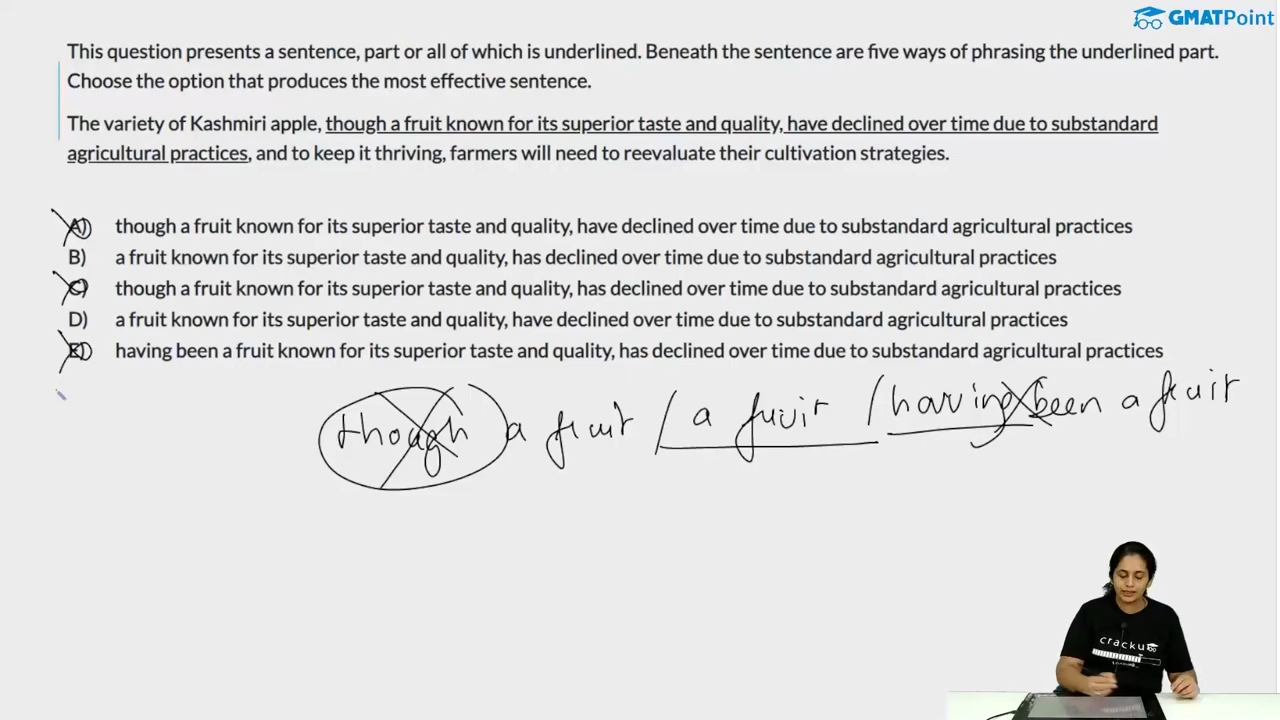 GMATPoint
This question presents a sentence, part or all of which is underlined. Beneath the sentence are five ways of phrasing the underlined part.
Choose the option that produces the most effective sentence.
The variety of Kashmiri apple, though a fruit known for its superior taste and quality, have declined over time due to substandard
agricultural practices, and to keep it thriving, farmers will need to reevaluate their cultivation strategies.
A) though a fruit known for its superior taste and quality, have declined over time due to substandard agricultural practices
B) a fruit known for its superior taste and quality, has declined over time due to substandard agricultural practices
C) though a fruit known for its superior taste and quality, has declined over time due to substandard agricultural practices
D) a fruit known for its superior taste and quality, have declined over time due to substandard agricultural practices
E) having been a fruit known for its superior taste and quality, has declined over time due to substandard agricultural practices
though a fruit / a fruit / having been a fruit
cracku